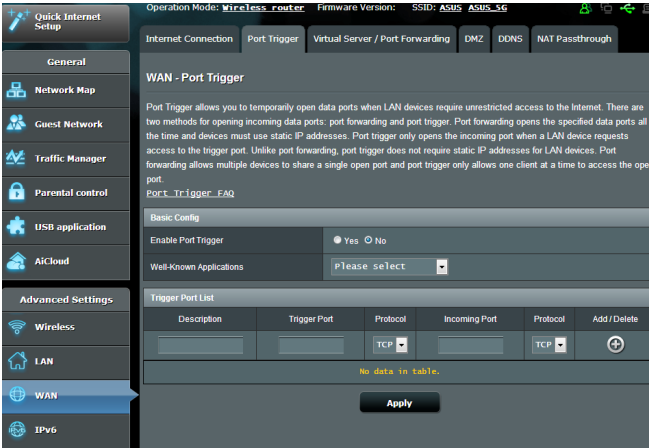 Operation Mode: Wireless router Firmware Version: SSID: ASUS ASUS_5G
Quick Internet
Setup
Internet Connection Port Trigger Virtual Server / Port Forwarding DMZ DDNS NAT Passthrough
General
Network Map
Guest Network
Traffic Manager
Parental control
USB application
AiCloud
Advanced Settings
Wireless
LAN
WAN
IPv6
WAN - Port Trigger
Port Trigger allows you to temporarily open data ports when LAN devices require unrestricted access to the Internet. There are
two methods for opening incoming data ports: port forwarding and port trigger. Port forwarding opens the specified data ports all
the time and devices must use static IP addresses. Port trigger only opens the incoming port when a LAN device requests
access to the trigger port. Unlike port forwarding, port trigger does not require static IP addresses for LAN devices. Port
forwarding allows multiple devices to share a single open port and port trigger only allows one client at a time to access the ope
port.
Port Trigger FAQ
Basic Config
Enable Port Trigger Yes No
Well-Known Applications Please select
Trigger Port List
Description Trigger Port Protocol Incoming Port Protocol Add / Delete
TCP TCP
No data in table.
Apply